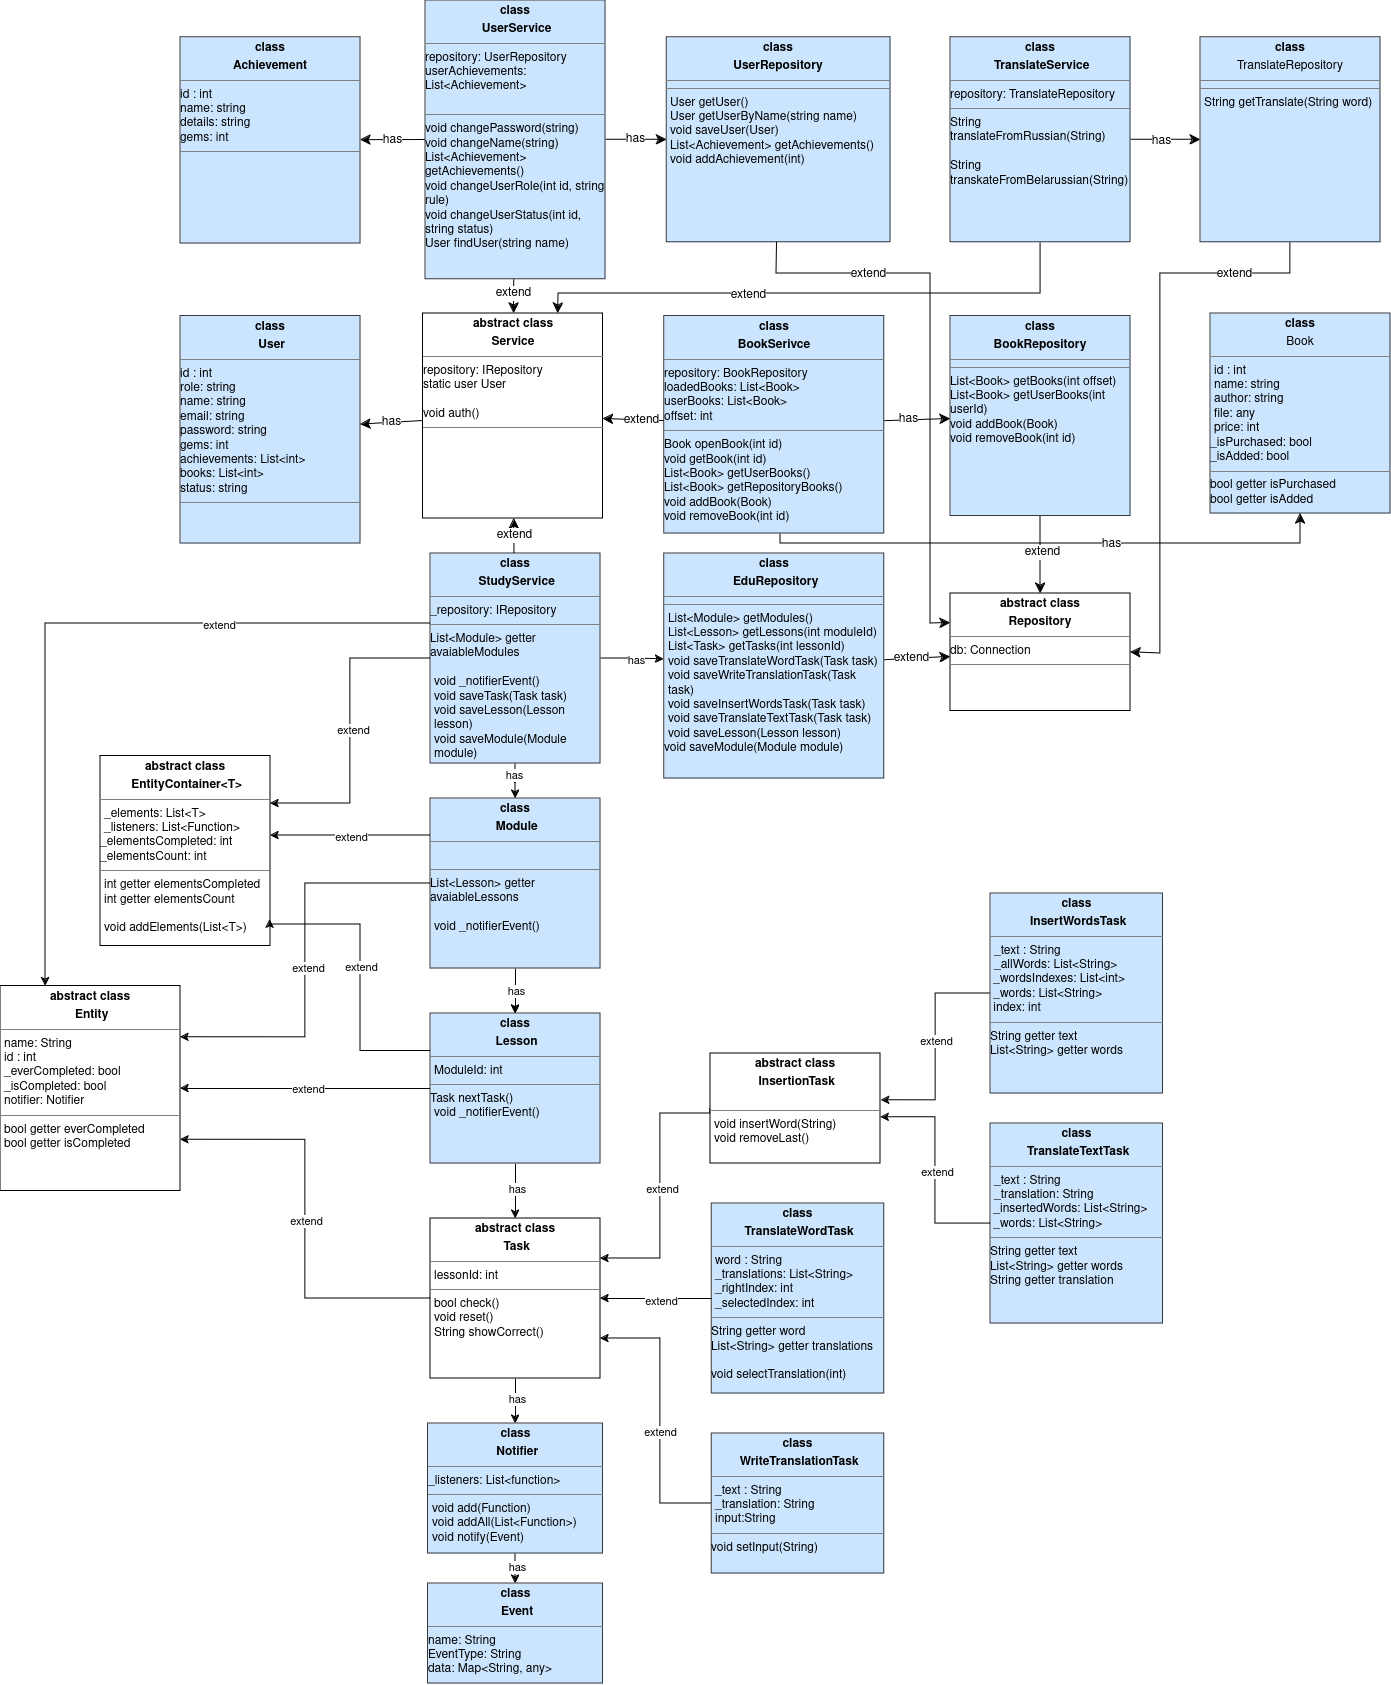 class
UserService
repository: UserRepository
userAchievements:
List<Achievement>
void changePassword(string)
void changeName(string)
List<Achievement>
getAchievements()
void changeUserRole(int id, string
rule)
void changeUserStatus(int id,
string status)
User findUser(string name)
class
Achievement
id : int
name: string
details: string
gems: int
has
has
class
UserRepository
User getUser()
User getUserByName(string name)
void saveUser(User)
List<Achievement> getAchievements()
void addAchievement(int)
class
TranslateService
repository: TranslateRepository
String
translateFromRussian(String)
String
transkateFromBelarussian(String)
has
class
TranslateRepository
String getTranslate(String word)
extend
extend
extend
extend
class
User
id : int
role: string
name: string
email: string
password: string
gems: int
achievements: List<int>
books: List<int>
status: string
has
abstract class
Service
repository: IRepository
static user User
void auth()
extend
class
BookSerivce
repository: BookRepository
loadedBooks: List<Book>
userBooks: List<Book>
offset: int
Book openBook(int id)
void getBook(int id)
List<Book> getUserBooks()
List<Book> getRepositoryBooks()
void addBook(Book)
void removeBook(int id)
has
class
BookRepository
List<Book> getBooks(int offset)
List<Book> getUserBooks(int
userId)
void addBook(Book)
void removeBook(int id)
class
Book
id : int
name: string
author: string
file: any
price: int
_isPurchased: bool
_isAdded: bool
bool getter isPurchased
bool getter isAdded
extend
extend
has
class
StudyService
_repository: IRepository
List<Module> getter
avaiableModules
void _notifierEvent()
void saveTask(Task task)
void saveLesson(Lesson
lesson)
void saveModule(Module
module)
has
class
EduRepository
List<Module> getModules()
List<Lesson> getLessons(int moduleId)
List<Task> getTasks(int lessonId)
void saveTranslateWordTask(Task task)
void saveWriteTranslationTask(Task
task)
void saveInsertWordsTask(Task task)
void saveTranslateTextTask(Task task)
void saveLesson(Lesson lesson)
void saveModule(Module module)
extend
abstract class
Repository
db: Connection
extend
extend
has
abstract class
EntityContainer<T>
_elements: List<T>
_listeners: List<Function>
_elementsCompleted: int
_elementsCount: int
int getter elementsCompleted
int getter elementsCount
void addElements(List<T>)
extend
class
Module
List<Lesson> getter
avaiableLessons
void _notifierEvent()
extend
extend
has
abstract class
Entity
name: String
id : int
_everCompleted: bool
_isCompleted: bool
notifier: Notifier
bool getter everCompleted
bool getter isCompleted
extend
class
Lesson
ModuleId: int
Task nextTask()
void _notifierEvent()
has
extend
abstract class
Task
lessonId: int
bool check()
void reset()
String showCorrect()
extend
extend
extend
abstract class
InsertionTask
void insertWord(String)
void removeLast()
extend
extend
class
InsertWordsTask
_text : String
_allWords: List<String>
_wordsIndexes: List<int>
_words: List<String>
index: int
String getter text
List<String> getter words
class
TranslateTextTask
_text : String
_translation: String
_insertedWords: List<String>
_words: List<String>
String getter text
List<String> getter words
String getter translation
class
TranslateWordTask
word : String
_translations: List<String>
_rightIndex: int
_selectedIndex: int
String getter word
List<String> getter translations
void selectTranslation(int)
class
WriteTranslationTask
_text : String
_translation: String
input:String
void setInput(String)
has
class
Notifier
_listeners: List<function>
void add(Function)
void addAll(List<Function>)
void notify(Event)
has
class
Event
name: String
EventType: String
data: Map<String, any>